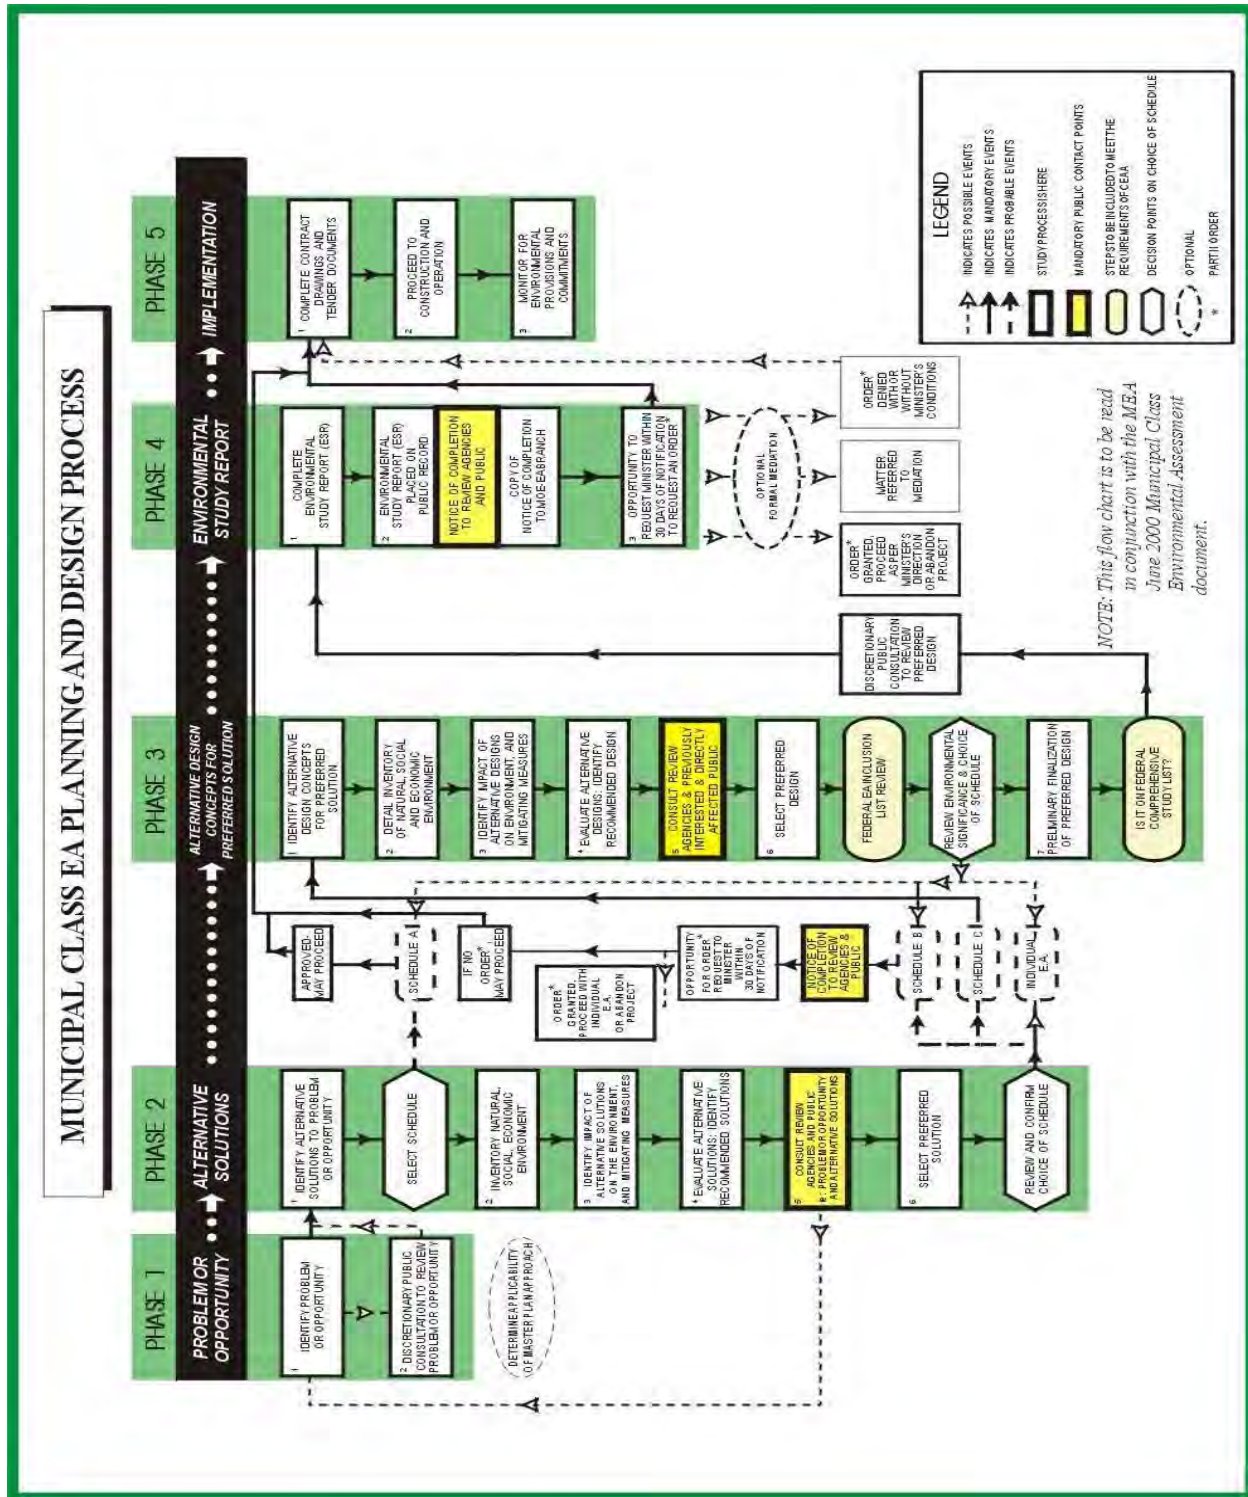 MUNICIPAL CLASS EA PLANNING AND DESIGN PROCESS
PHASE 1
PROBLEM OR
OPPORTUNITY
1
IDENTIFY PROBLEM
OR OPPORTUNITY
2 DISCRETIONARY PUBLIC
CONSULTATION TO REVIEW
PROBLEM OR OPPORTUNITY
DETERMINE APPLICABILITY
OF MASTER PLAN APPROACH
PHASE 2
ALTERNATIVE
SOLUTIONS
1 IDENTIFY ALTERNATIVE
SOLUTIONS TO PROBLEM
OR OPPORTUNITY
SELECT SCHEDULE
2 INVENTORY NATURAL,
SOCIAL, ECONOMIC
ENVIRONMENT
3 IDENTIFY IMPACT OF
ALTERNATIVE SOLUTIONS
ON THE ENVIRONMENT,
AND MITIGATING MEASURES
4 EVALUATE ALTERNATIVE
SOLUTIONS: IDENTIFY
RECOMMENDED SOLUTIONS
5 CONSULT REVIEW
AGENCIES AND PUBLIC
e: PROBLEM OR OPPORTUNITY
AND ALTERNATIVE SOLUTIONS
6 SELECT PREFERRED
SOLUTION
REVIEW AND CONFIRM
CHOICE OF SCHEDULE
APPROVED-
MAY PROCEED
SCHEDULE A
IF NO
ORDER*,
MAY PROCEED
ORDER*
GRANTED,
PROCEED WITH
INDIVIDUAL
E.A.
OR ABANDON
PROJECT
OPPORTUNITY
FOR ORDER*
REQUEST TO
MINISTER
WITHIN
30 DAYS OF
NOTIFICATION
NOTICE OF
COMPLETION
TO REVIEW
AGENCIES &
PUBLIC
SCHEDULE B
SCHEDULE C
INDIVIDUAL
E.A.
PHASE 3
ALTERNATIVE DESIGN
CONCEPTS FOR
PREFERRED SOLUTION
1 IDENTIFY ALTERNATIVE
DESIGN CONCEPTS
FOR PREFERRED
SOLUTION
2
DETAIL INVENTORY
OF NATURAL, SOCIAL
AND ECONOMIC
ENVIRONMENT
3 IDENTIFY IMPACT OF
ALTERNATIVE DESIGNS
ON ENVIRONMENT, AND
MITIGATING MEASURES
4 EVALUATE ALTERNATIVE
DESIGNS: IDENTIFY
RECOMMENDED DESIGN
5 CONSULT REVIEW
AGENCIES & PREVIOUSLY
INTERESTED & DIRECTLY
AFFECTED PUBLIC
6 SELECT PREFERRED
DESIGN
FEDERAL EA INCLUSION
LIST REVIEW
REVIEW ENVIRONMENTAL
SIGNIFICANCE & CHOICE
OF SCHEDULE
7
PRELIMINARY FINALIZATION
OF PREFERRED DESIGN
IS IT ON FEDERAL
COMPREHENSIVE
STUDY LIST?
DISCRETIONARY
PUBLIC
CONSULTATION
TO REVIEW
PREFERRED
DESIGN
PHASE 4
ENVIRONMENTAL
STUDY REPORT
1
COMPLETE
ENVIRONMENTAL
STUDY REPORT (ESR)
2
ENVIRONMENTAL
STUDY REPORT (ESR)
PLACED ON
PUBLIC RECORD
NOTICE OF COMPLETION
TO REVIEW AGENCIES
AND PUBLIC
COPY OF
NOTICE OF COMPLETION
TO MOE-EA BRANCH
3 OPPORTUNITY TO
REQUEST MINISTER WITHIN
30 DAYS OF NOTIFICATION
TO REQUEST AN ORDER*
OPTIONAL
FORMAL MEDIATION
ORDER*
GRANTED,
PROCEED
AS PER
MINISTER'S
DIRECTION
OR ABANDON
PROJECT
MATTER
REFERRED
TO
MEDIATION
ORDER*
DENIED
WITH OR
WITHOUT
MINISTER'S
CONDITIONS
PHASE 5
IMPLEMENTATION
1 COMPLETE CONTRACT
DRAWINGS AND
TENDER DOCUMENTS
2
PROCEED TO
CONSTRUCTION AND
OPERATION
3
MONITOR FOR
ENVIRONMENTAL
PROVISIONS AND
COMMITMENTS
NOTE: This flow chart is to be read
in conjunction with the MEA
June 2000 Municipal Class
Environmental Assessment
document.
LEGEND
INDICATES POSSIBLE EVENTS
INDICATES MANDATORY EVENTS
INDICATES PROBABLE EVENTS
STUDY PROCESS IS HERE
MANDATORY PUBLIC CONTACT POINTS
STEPS TO BE INCLUDED TO MEET THE
REQUIREMENTS OF CEAA
DECISION POINTS ON CHOICE OF SCHEDULE
OPTIONAL
* PART II ORDER